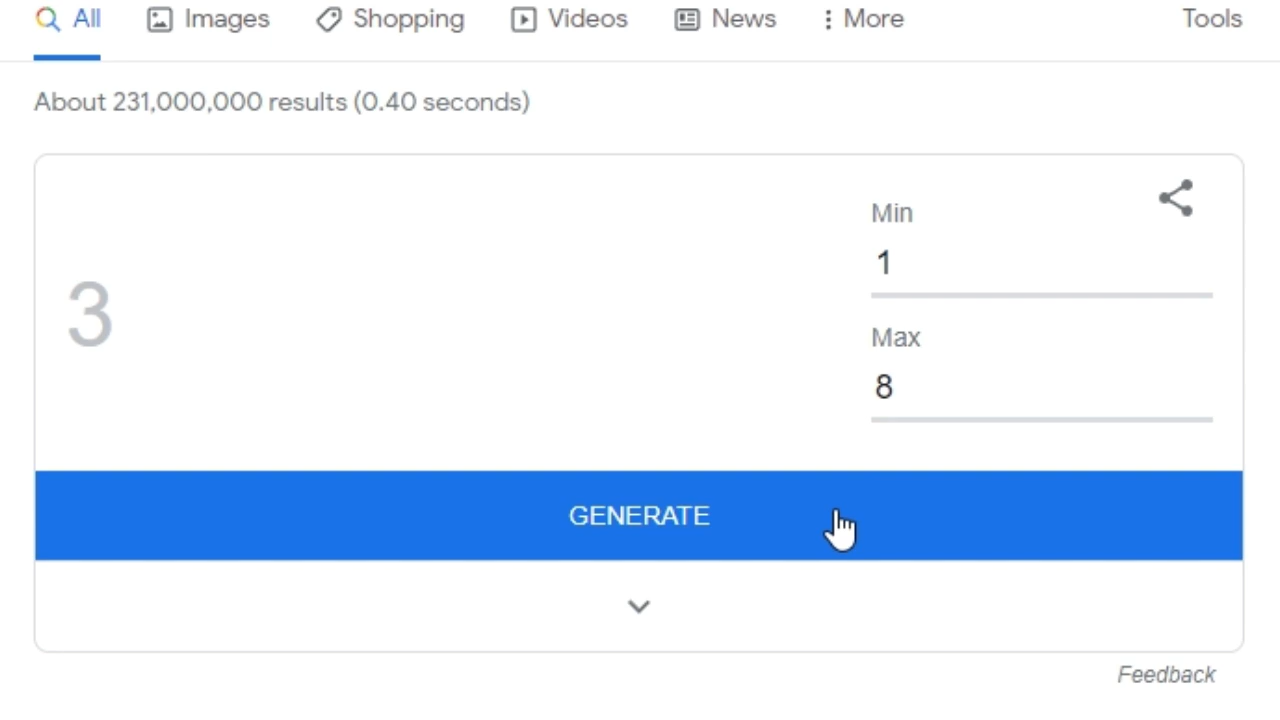 All Images Shopping Videos News More Tools
About 231,000,000 results (0.40 seconds)
Min
1
3
Max
8
GENERATE
Feedback